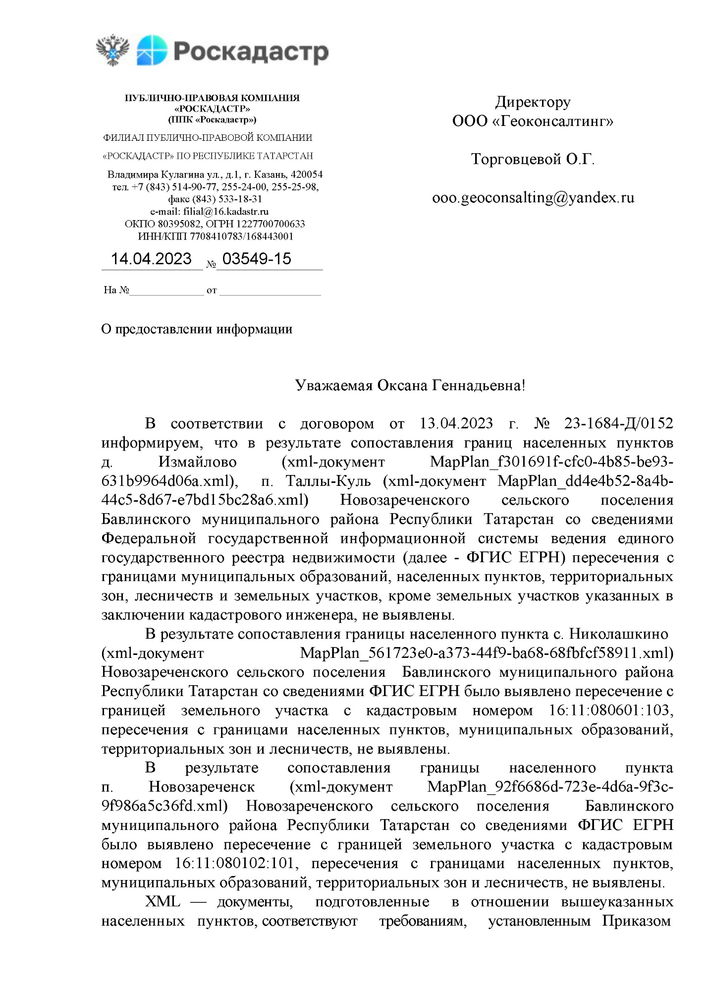 Роскадастр
ПУБЛИЧНО-ПРАВОВАЯ КОМПАНИЯ
«РОСКАДАСТР»
(ППК «Роскадастр»)
ФИЛИАЛ ПУБЛИЧНО-ПРАВОВОЙ КОМПАНИИ
«РОСКАДАСТР» ПО РЕСПУБЛИКЕ ТАТАРСТАН
Владимира Кулагина ул., д.1, г. Казань, 420054
тел. +7 (843) 514-90-77, 255-24-00, 255-25-98,
факс (843) 533-18-31
e-mail: filial@16.kadastr.ru
ОКПО 80395082, ОГРН 1227700700633
ИНН/КПП 7708410783/168443001
14.04.2023 № 03549-15
На №______________ от ___________________
Директору
ООО «Геоконсалтинг»
Торговцевой О.Г.
ooo.geoconsalting@yandex.ru
О предоставлении информации
Уважаемая Оксана Геннадьевна!
В соответствии с договором от 13.04.2023 г. № 23-1684-Д/0152
информируем, что в результате сопоставления границ населенных пунктов
д. Измайлово (xml-документ MapPlan_f301691f-cfc0-4b85-be93-
631b9964d06a.xml), п. Таллы-Куль (xml-документ MapPlan_dd4e4b52-8a4b-
44c5-8d67-e7bd15bc28a6.xml) Новозареченского сельского поселения
Бавлинского муниципального района Республики Татарстан со сведениями
Федеральной государственной информационной системы ведения единого
государственного реестра недвижимости (далее - ФГИС ЕГРН) пересечения с
границами муниципальных образований, населенных пунктов, территориальных
зон, лесничеств и земельных участков, кроме земельных участков указанных в
заключении кадастрового инженера, не выявлены.
В результате сопоставления границы населенного пункта с. Николашкино
(xml-документ MapPlan_561723e0-a373-44f9-ba68-68fbfcf58911.xml)
Новозареченского сельского поселения Бавлинского муниципального района
Республики Татарстан со сведениями ФГИС ЕГРН было выявлено пересечение с
границей земельного участка с кадастровым номером 16:11:080601:103,
пересечения с границами населенных пунктов, муниципальных образований,
территориальных зон и лесничеств, не выявлены.
В результате сопоставления границы населенного пункта
п. Новозареченск (xml-документ MapPlan_92f6686d-723e-4d6a-9f3c-
9f986a5c36fd.xml) Новозареченского сельского поселения Бавлинского
муниципального района Республики Татарстан со сведениями ФГИС ЕГРН
было выявлено пересечение с границей земельного участка с кадастровым
номером 16:11:080102:101, пересечения с границами населенных пунктов,
муниципальных образований, территориальных зон и лесничеств, не выявлены.
XML — документы, подготовленные в отношении вышеуказанных
населенных пунктов, соответствуют требованиям, установленным Приказом